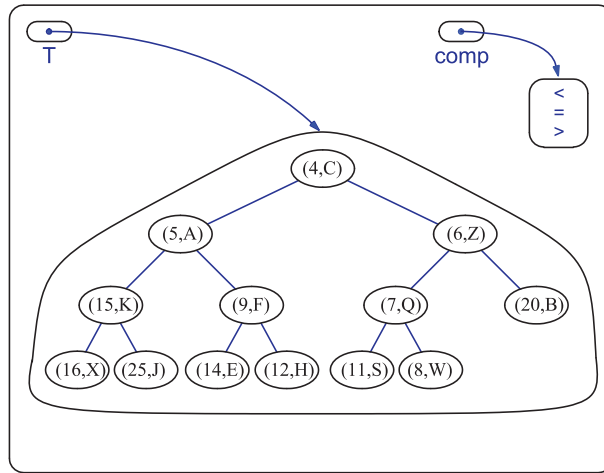 T
comp
<
=
>
(4,C)
(5,A)
(6,Z)
(15,K)
(9,F)
(7,Q)
(20,B)
(16,X)
(25,J)
(14,E)
(12,H)
(11,S)
(8,W)